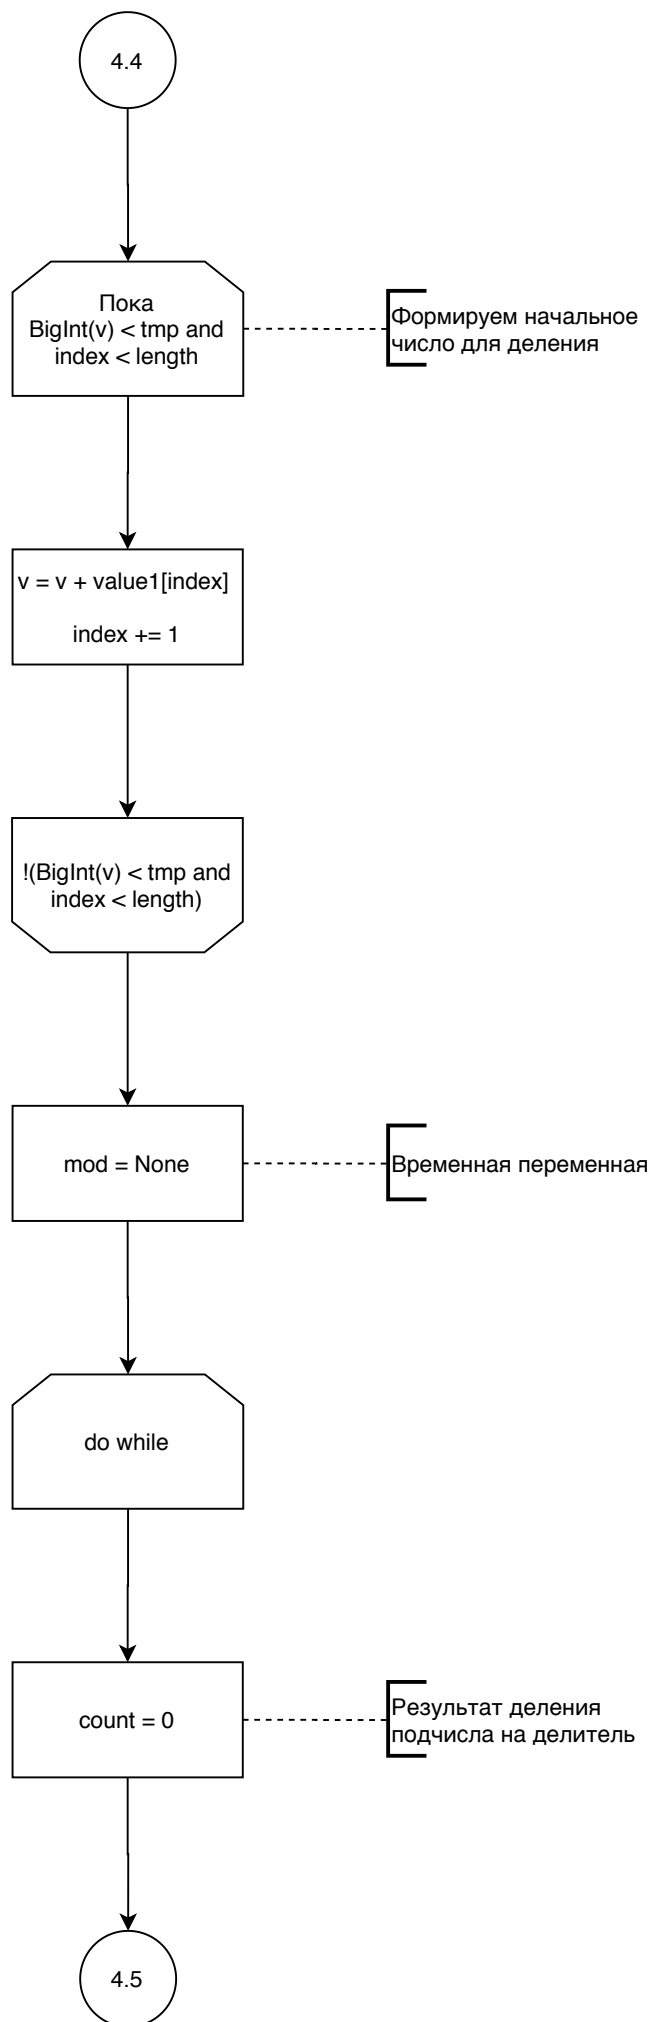 4.4
Пока
BigInt(v) < tmp and
index < length
Формируем начальное
число для деления
v = v + value1[index]
index += 1
!(BigInt(v) < tmp and
index < length)
mod = None
Временная переменная
do while
count = 0
Результат деления
подчисла на делитель
4.5